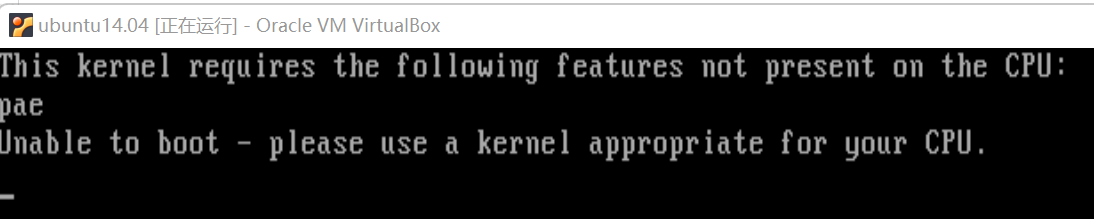 ubuntu14.04 [正在运行] - Oracle VM VirtualBox
This kernel requires the following features not present on the CPU:
pae
Unable to boot - please use a kernel appropriate for your CPU.